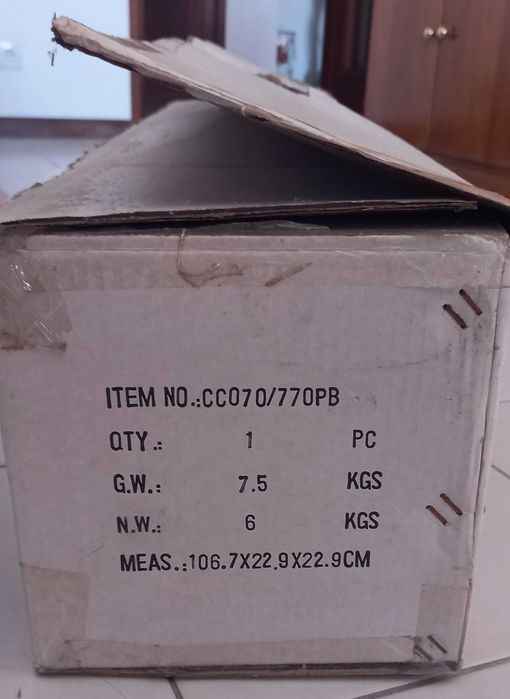 ITEM NO.:CC070/770PB
QTY.: 1 PC
G.W.: 7.5 KGS
N.W.: 6 KGS
MEAS.:106.7X22.9X22.9CM